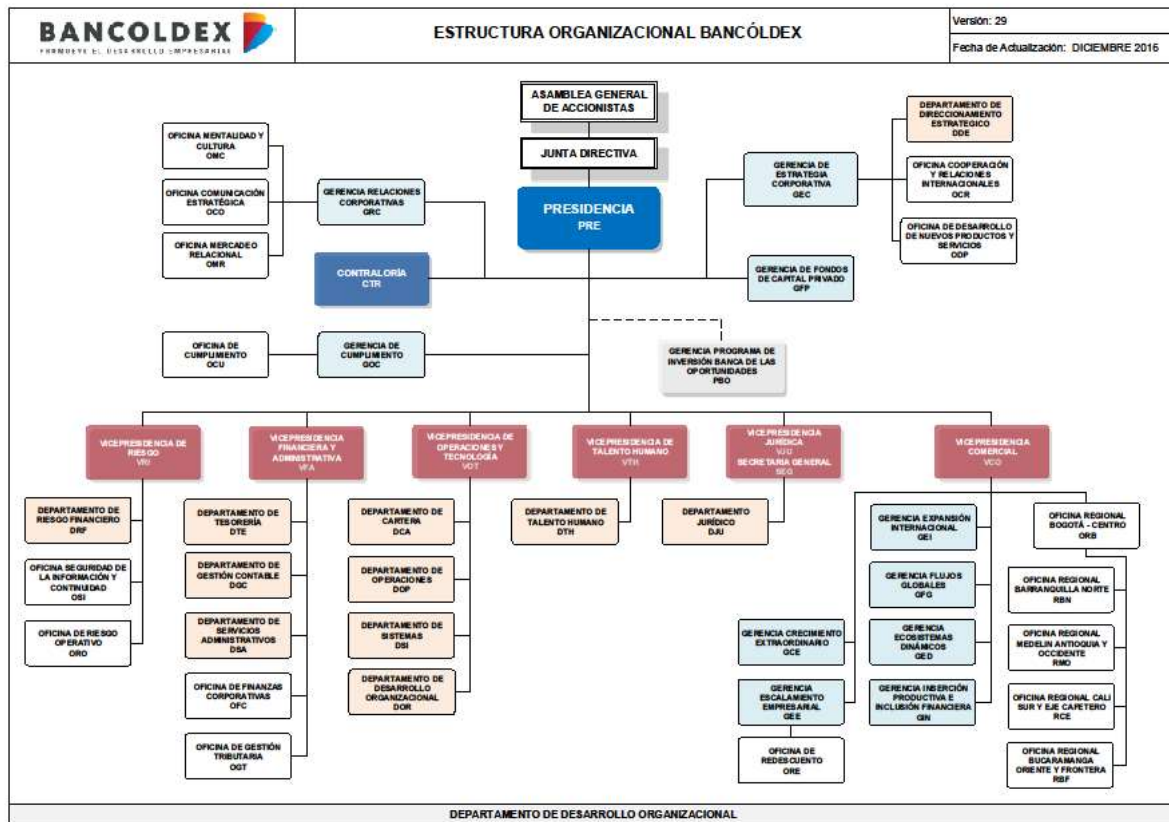 BANCOLDEX
PROMUEVE EL DESARROLLO EMPRESARIAL
ESTRUCTURA ORGANIZACIONAL BANCÓLDEX
Versión: 29
Fecha de Actualización: DICIEMBRE 2016
ASAMBLEA GENERAL
DE ACCIONISTAS
JUNTA DIRECTIVA
PRESIDENCIA
PRE
OFICINA MENTALIDAD Y
CULTURA
OMC
OFICINA COMUNICACIÓN
ESTRATÉGICA
OCO
OFICINA MERCADEO
RELACIONAL
OMR
GERENCIA RELACIONES
CORPORATIVAS
GRC
CONTRALORÍA
CTR
GERENCIA DE
ESTRATEGIA
CORPORATIVA
GEC
DEPARTAMENTO DE
DIRECCIONAMIENTO
ESTRATEGICO
DDE
OFICINA COOPERACIÓN
Y RELACIONES
INTERNACIONALES
OCR
OFICINA DE DESARROLLO
DE NUEVOS PRODUCTOS Y
SERVICIOS
ODP
GERENCIA DE FONDOS
DE CAPITAL PRIVADO
GFP
OFICINA DE
CUMPLIMIENTO
OCU
GERENCIA DE
CUMPLIMIENTO
GOC
GERENCIA PROGRAMA DE
INVERSIÓN BANCA DE LAS
OPORTUNIDADES
PBO
VICEPRESIDENCIA DE
RIESGO
VRI
VICEPRESIDENCIA
FINANCIERA Y
ADMINISTRATIVA
VFA
VICEPRESIDENCIA DE
OPERACIONES Y
TECNOLOGÍA
VOT
VICEPRESIDENCIA DE
TALENTO HUMANO
VTH
VICEPRESIDENCIA
JURÍDICA
VJU
SECRETARÍA GENERAL
SEG
VICEPRESIDENCIA
COMERCIAL
VCO
DEPARTAMENTO DE
RIESGO FINANCIERO
DRF
OFICINA SEGURIDAD DE
LA INFORMACIÓN Y
CONTINUIDAD
OSI
OFICINA DE RIESGO
OPERATIVO
ORO
DEPARTAMENTO DE
TESORERÍA
DTE
DEPARTAMENTO DE
GESTIÓN CONTABLE
DGC
DEPARTAMENTO DE
SERVICIOS
ADMINISTRATIVOS
DSA
OFICINA DE FINANZAS
CORPORATIVAS
OFC
OFICINA DE GESTIÓN
TRIBUTARIA
OGT
DEPARTAMENTO DE
CARTERA
DCA
DEPARTAMENTO
DE OPERACIONES
DOP
DEPARTAMENTO DE
SISTEMAS
DSI
DEPARTAMENTO DE
DESARROLLO
ORGANIZACIONAL
DOR
DEPARTAMENTO DE
TALENTO HUMANO
DTH
DEPARTAMENTO
JURÍDICO
DJU
GERENCIA EXPANSIÓN
INTERNACIONAL
GEI
GERENCIA FLUJOS
GLOBALES
GFG
GERENCIA
ECOSISTEMAS
DINÁMICOS
GED
GERENCIA INSERCIÓN
PRODUCTIVA E
INCLUSIÓN FINANCIERA
GIN
GERENCIA CRECIMIENTO
EXTRAORDINARIO
GCE
GERENCIA
ESCALAMIENTO
EMPRESARIAL
GEE
OFICINA DE
REDESCUENTO
ORE
OFICINA REGIONAL
BOGOTÁ - CENTRO
ORB
OFICINA REGIONAL
BARRANQUILLA NORTE
RBN
OFICINA REGIONAL
MEDELIN ANTIOQUIA Y
OCCIDENTE
RMO
OFICINA REGIONAL CALI
SUR Y EJE CAFETERO
RCE
OFICINA REGIONAL
BUCARAMANGA
ORIENTE Y FRONTERA
RBF
DEPARTAMENTO DE DESARROLLO ORGANIZACIONAL